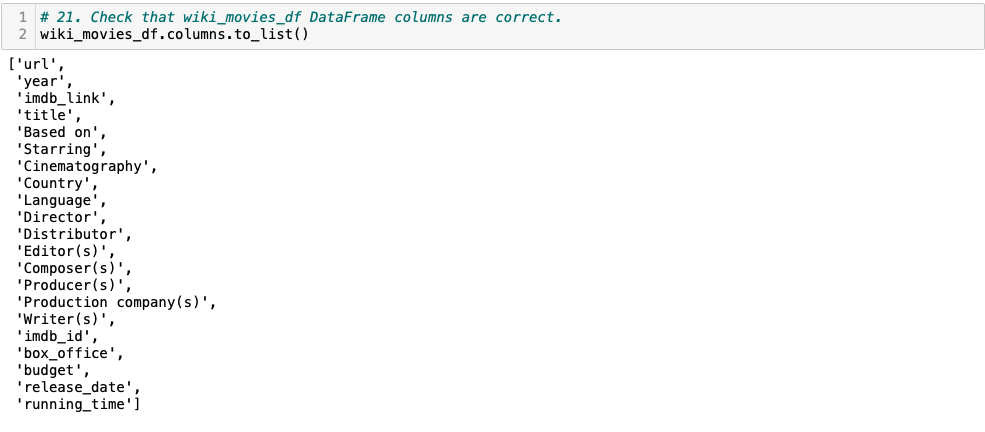 1 # 21. Check that wiki_movies_df DataFrame columns are correct.
2 wiki_movies_df.columns.to_list()
['url',
'year',
'imdb_link',
'title',
'Based on',
'Starring',
'Cinematography',
'Country',
'Language',
'Director',
'Distributor',
'Editor(s)',
'Composer(s)',
'Producer(s)',
'Production company(s)',
'Writer(s)',
'imdb_id',
'box_office',
'budget',
'release_date',
'running_time']